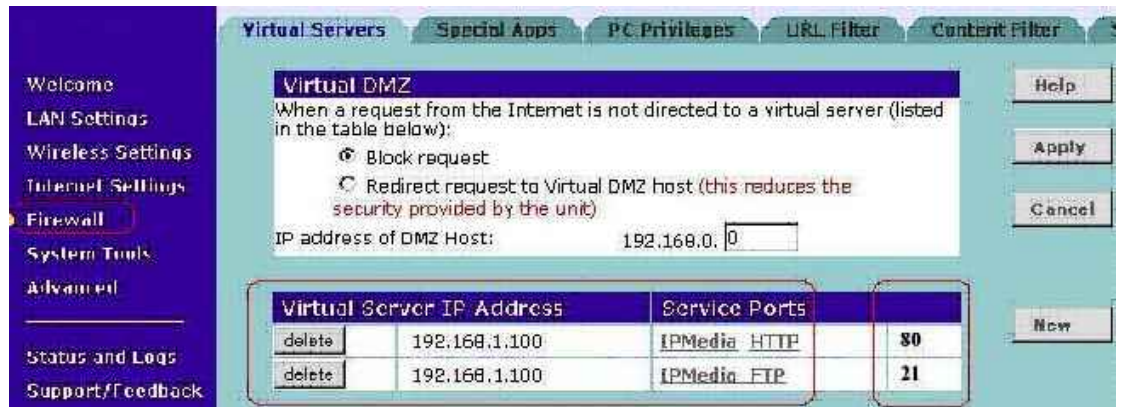 Virtual Servers Special Apps PC Privileges URL Filter Content Filter
Welcome
LAN Settings
Wireless Settings
Internet Settings
Firewall
System Tools
Advanced
Status and Logs
Support/Feedback
Virtual DMZ
When a request from the Internet is not directed to a virtual server (listed
in the table below):
Block request
Redirect request to Virtual DMZ host (this reduces the
security provided by the unit)
IP address of DMZ Host: 192.168.0. 0
Virtual Server IP Address Service Ports
delete 192.168.1.100 IPMedia HTTP 80
delete 192.168.1.100 IPMedia FTP 21
Help
Apply
Cancel
New